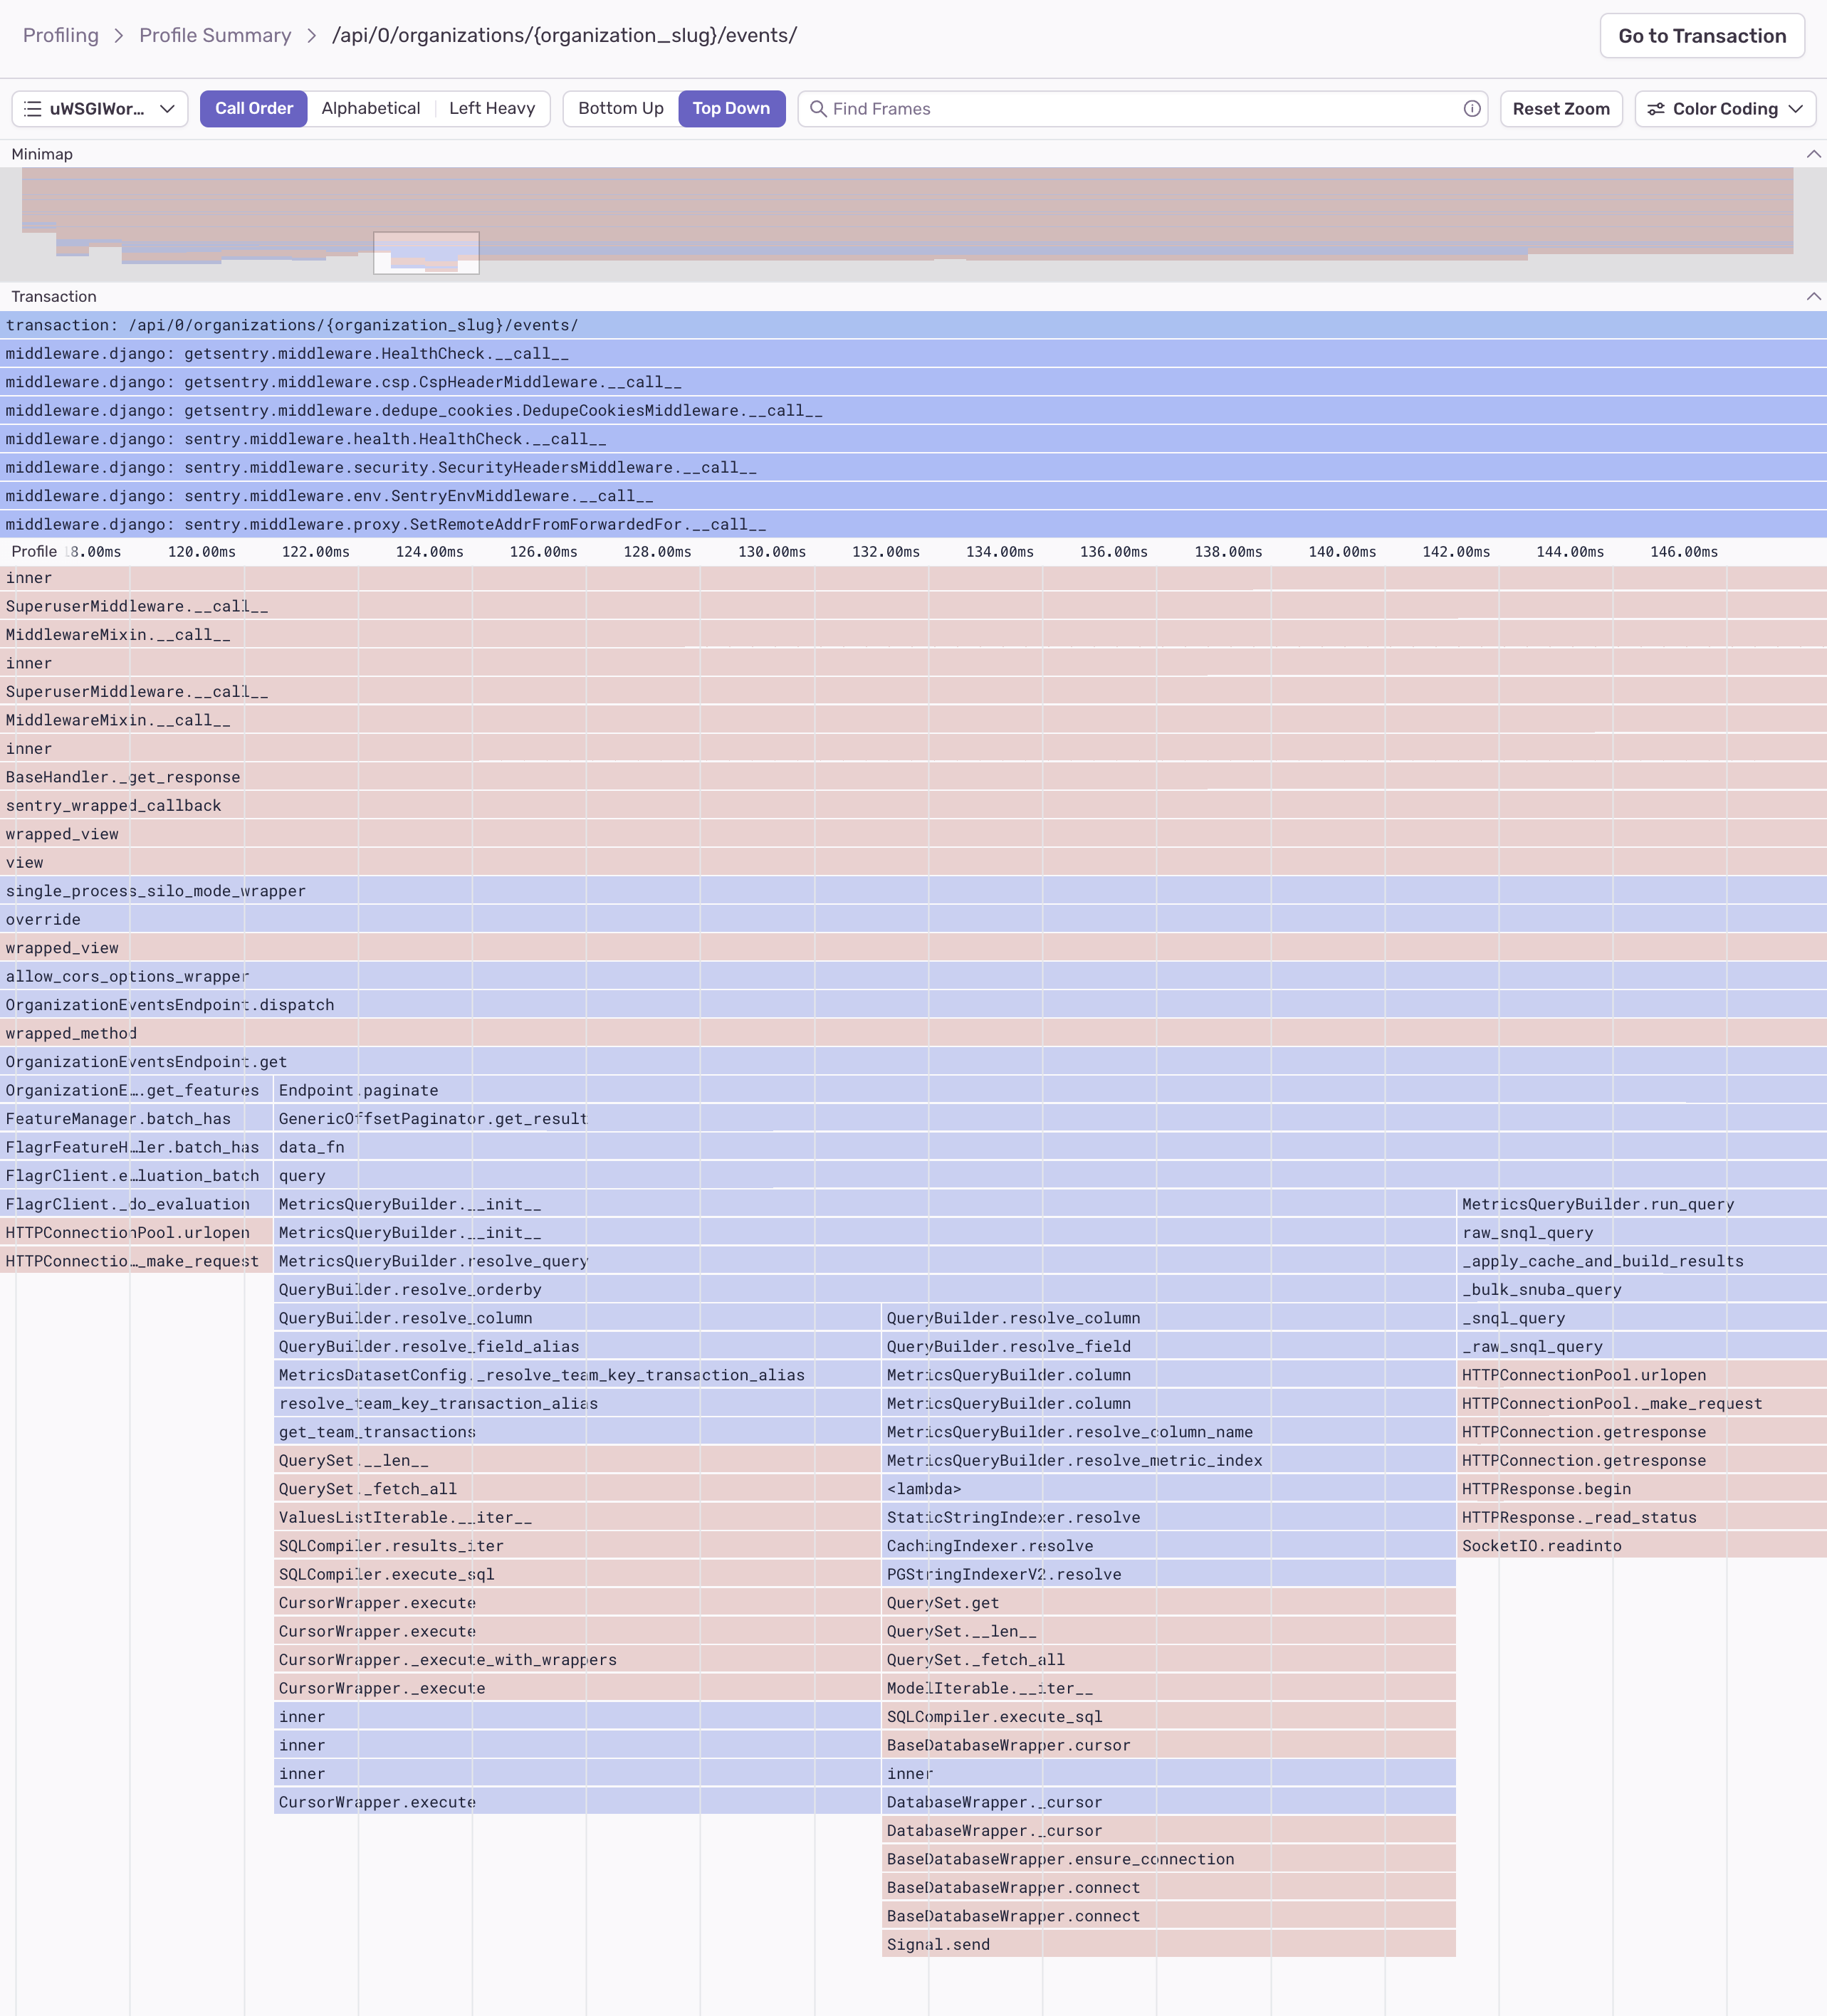 Profiling > Profile Summary > /api/0/organizations/{organization_slug}/events/ Go to Transaction
uWSGIWor... Call Order Alphabetical Left Heavy Bottom Up Top Down Find Frames Reset Zoom Color Coding
Minimap
Transaction
transaction: /api/0/organizations/{organization_slug}/events/
middleware.django: getsentry.middleware.HealthCheck.__call__
middleware.django: getsentry.middleware.csp.CspHeaderMiddleware.__call__
middleware.django: getsentry.middleware.dedupe_cookies.DedupeCookiesMiddleware.__call__
middleware.django: sentry.middleware.health.HealthCheck.__call__
middleware.django: sentry.middleware.security.SecurityHeadersMiddleware.__call__
middleware.django: sentry.middleware.env.SentryEnvMiddleware.__call__
middleware.django: sentry.middleware.proxy.SetRemoteAddrFromForwardedFor.__call__
Profile 8.00ms 120.00ms 122.00ms 124.00ms 126.00ms 128.00ms 130.00ms 132.00ms 134.00ms 136.00ms 138.00ms 140.00ms 142.00ms 144.00ms 146.00ms
inner
SuperuserMiddleware.__call__
MiddlewareMixin.__call__
inner
SuperuserMiddleware.__call__
MiddlewareMixin.__call__
inner
BaseHandler._get_response
sentry_wrapped_callback
wrapped_view
view
single_process_silo_mode_wrapper
override
wrapped_view
allow_cors_options_wrapper
OrganizationEventsEndpoint.dispatch
wrapped_method
OrganizationEventsEndpoint.get
OrganizationE….get_features Endpoint.paginate
FeatureManager.batch_has GenericOffsetPaginator.get_result
FlagrFeatureH…ler.batch_has data_fn
FlagrClient.e…luation_batch query
FlagrClient._do_evaluation MetricsQueryBuilder.__init__ MetricsQueryBuilder.run_query
HTTPConnectionPool.urlopen MetricsQueryBuilder.__init__ raw_snql_query
HTTPConnectio…_make_request MetricsQueryBuilder.resolve_query _apply_cache_and_build_results
QueryBuilder.resolve_orderby _bulk_snuba_query
QueryBuilder.resolve_column QueryBuilder.resolve_column _snql_query
QueryBuilder.resolve_field_alias QueryBuilder.resolve_field _raw_snql_query
MetricsDatasetConfig._resolve_team_key_transaction_alias MetricsQueryBuilder.column HTTPConnectionPool.urlopen
resolve_team_key_transaction_alias MetricsQueryBuilder.column HTTPConnectionPool._make_request
get_team_transactions MetricsQueryBuilder.resolve_column_name HTTPConnection.getresponse
QuerySet.__len__ MetricsQueryBuilder.resolve_metric_index HTTPConnection.getresponse
QuerySet._fetch_all <lambda> HTTPResponse.begin
ValuesListIterable.__iter__ StaticStringIndexer.resolve HTTPResponse._read_status
SQLCompiler.results_iter CachingIndexer.resolve SocketIO.readinto
SQLCompiler.execute_sql PGStringIndexerV2.resolve
CursorWrapper.execute QuerySet.get
CursorWrapper.execute QuerySet.__len__
CursorWrapper._execute_with_wrappers QuerySet._fetch_all
CursorWrapper._execute ModelIterable.__iter__
inner SQLCompiler.execute_sql
inner BaseDatabaseWrapper.cursor
inner inner
CursorWrapper.execute DatabaseWrapper._cursor
DatabaseWrapper._cursor
BaseDatabaseWrapper.ensure_connection
BaseDatabaseWrapper.connect
BaseDatabaseWrapper.connect
Signal.send